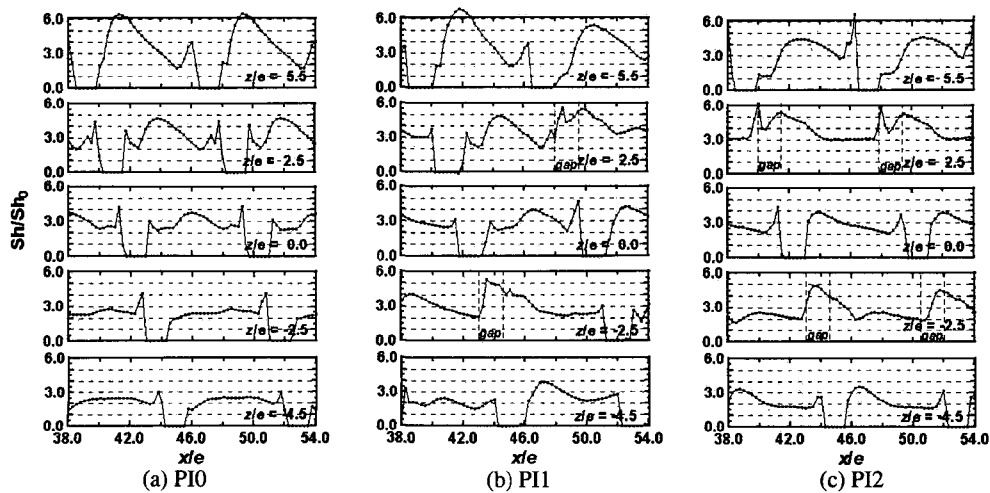 Sh/Sh0
6.0
3.0
0.0
z/e = 5.5
6.0
3.0
0.0
z/e = 2.5
6.0
3.0
0.0
z/e = 0.0
6.0
3.0
0.0
z/e = -2.5
6.0
3.0
0.0
z/e = -4.5
38.0 42.0 46.0 50.0 54.0
x/e
(a) PI0
6.0
3.0
0.0
z/e = 5.5
6.0
3.0
0.0
gap
z/e = 2.5
6.0
3.0
0.0
z/e = 0.0
6.0
3.0
0.0
gap
z/e = -2.5
6.0
3.0
0.0
z/e = -4.5
38.0 42.0 46.0 50.0 54.0
x/e
(b) PI1
6.0
3.0
0.0
z/e = 5.5
6.0
3.0
0.0
gap
gap
z/e = 2.5
6.0
3.0
0.0
z/e = 0.0
6.0
3.0
0.0
gap
gap
z/e = -2.5
6.0
3.0
0.0
z/e = -4.5
38.0 42.0 46.0 50.0 54.0
x/e
(c) PI2